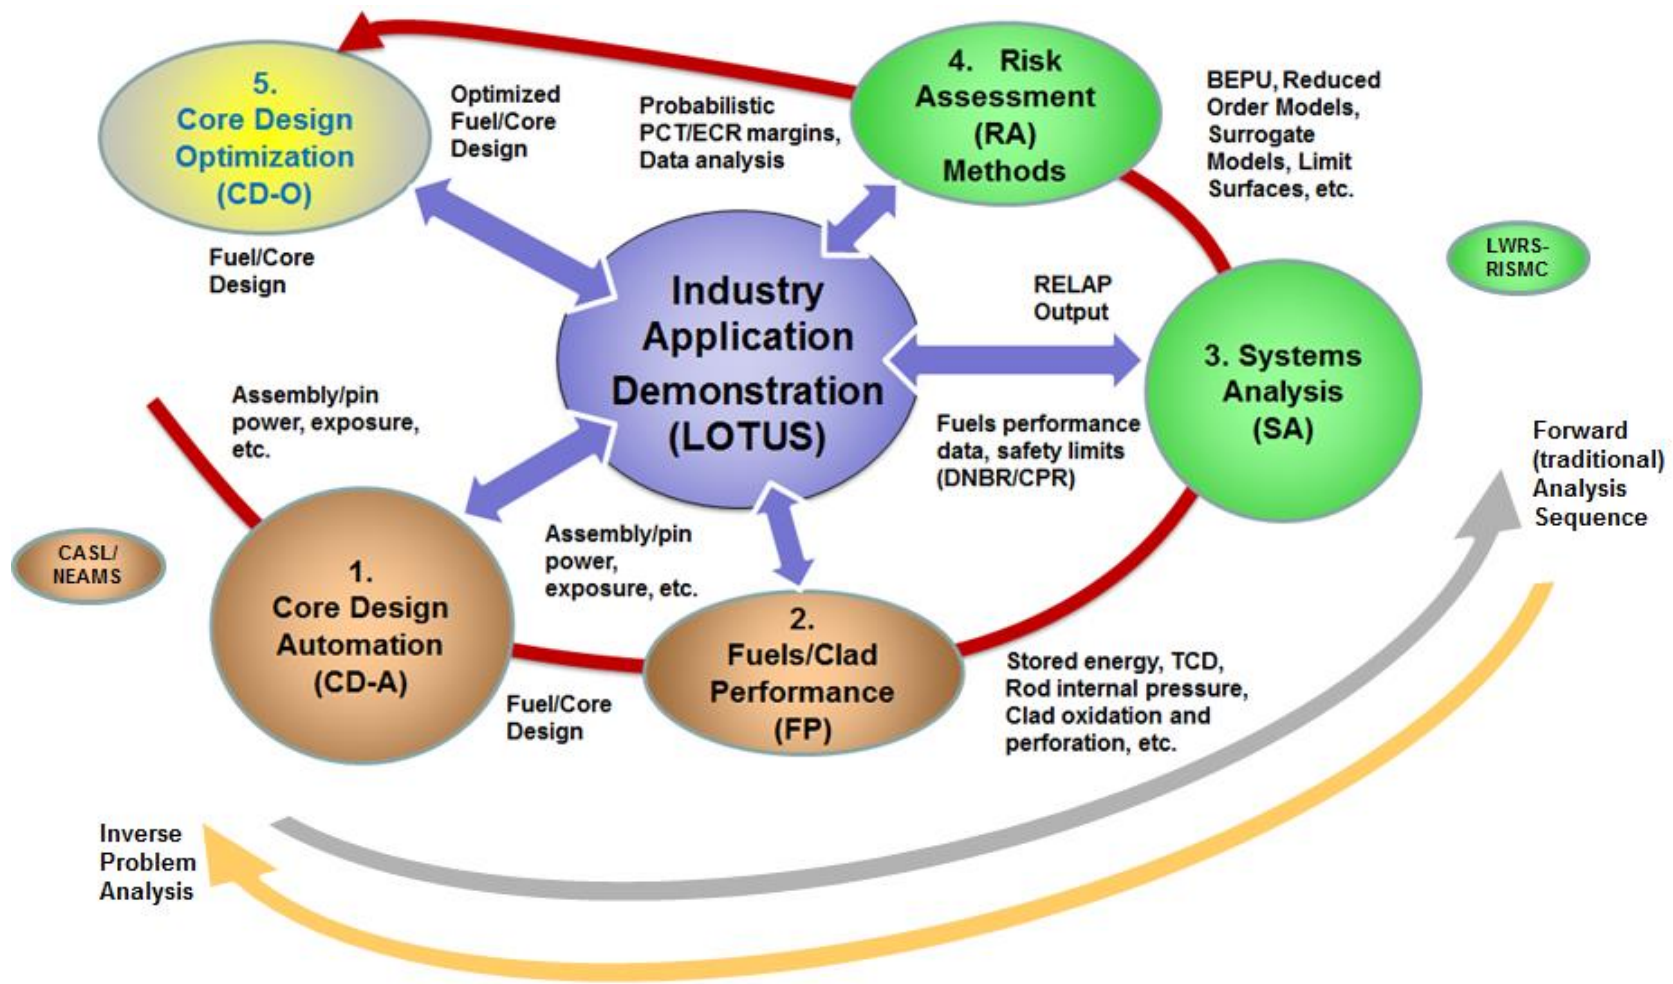 5.
Core Design
Optimization
(CD-O)
Optimized
Fuel/Core
Design
Probabilistic
PCT/ECR margins,
Data analysis
4. Risk
Assessment
(RA)
Methods
BEPU, Reduced
Order Models,
Surrogate
Models, Limit
Surfaces, etc.
Fuel/Core
Design
LWRS-
RISMC
Industry
Application
Demonstration
(LOTUS)
RELAP
Output
3. Systems
Analysis
(SA)
Assembly/pin
power, exposure,
etc.
Fuels performance
data, safety limits
(DNBR/CPR)
Forward
(traditional)
Analysis
Sequence
CASL/
NEAMS
1.
Core Design
Automation
(CD-A)
Assembly/pin
power,
exposure, etc.
2.
Fuels/Clad
Performance
(FP)
Fuel/Core
Design
Stored energy, TCD,
Rod internal pressure,
Clad oxidation and
perforation, etc.
Inverse
Problem
Analysis